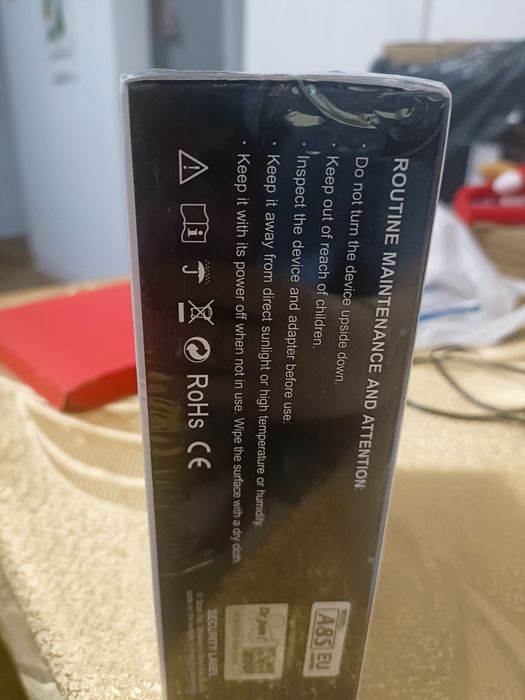 ROUTINE MAINTENANCE AND ATTENTION:
· Do not turn the device upside down.
· Keep out of reach of children.
· Inspect the device and adapter before use.
· Keep it away from direct sunlight or high temperature or humidity.
· Keep it with its power off when not in use. Wipe the surface with a dry cloth.
RoHS CE
A8S EU
Dr.pen
SECURITY LABEL